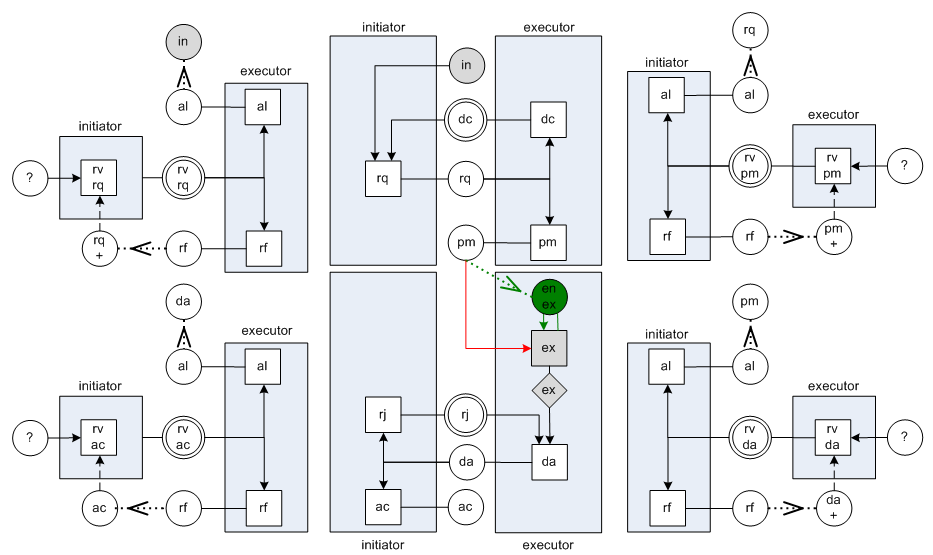 in
executor
al
al
initiator
?
rv
rq
rv
rq
rq
+
rf
rf
initiator
executor
in
dc
dc
rq
rq
pm
pm
rq
initiator
al
al
executor
rv
pm
rv
pm
?
rf
rf
pm
+
da
executor
al
al
initiator
?
rv
ac
rv
ac
ac
rf
rf
en
ex
ex
ex
rj
rj
da
da
ac
ac
initiator
executor
pm
initiator
al
al
executor
rv
da
rv
da
?
rf
rf
da
+